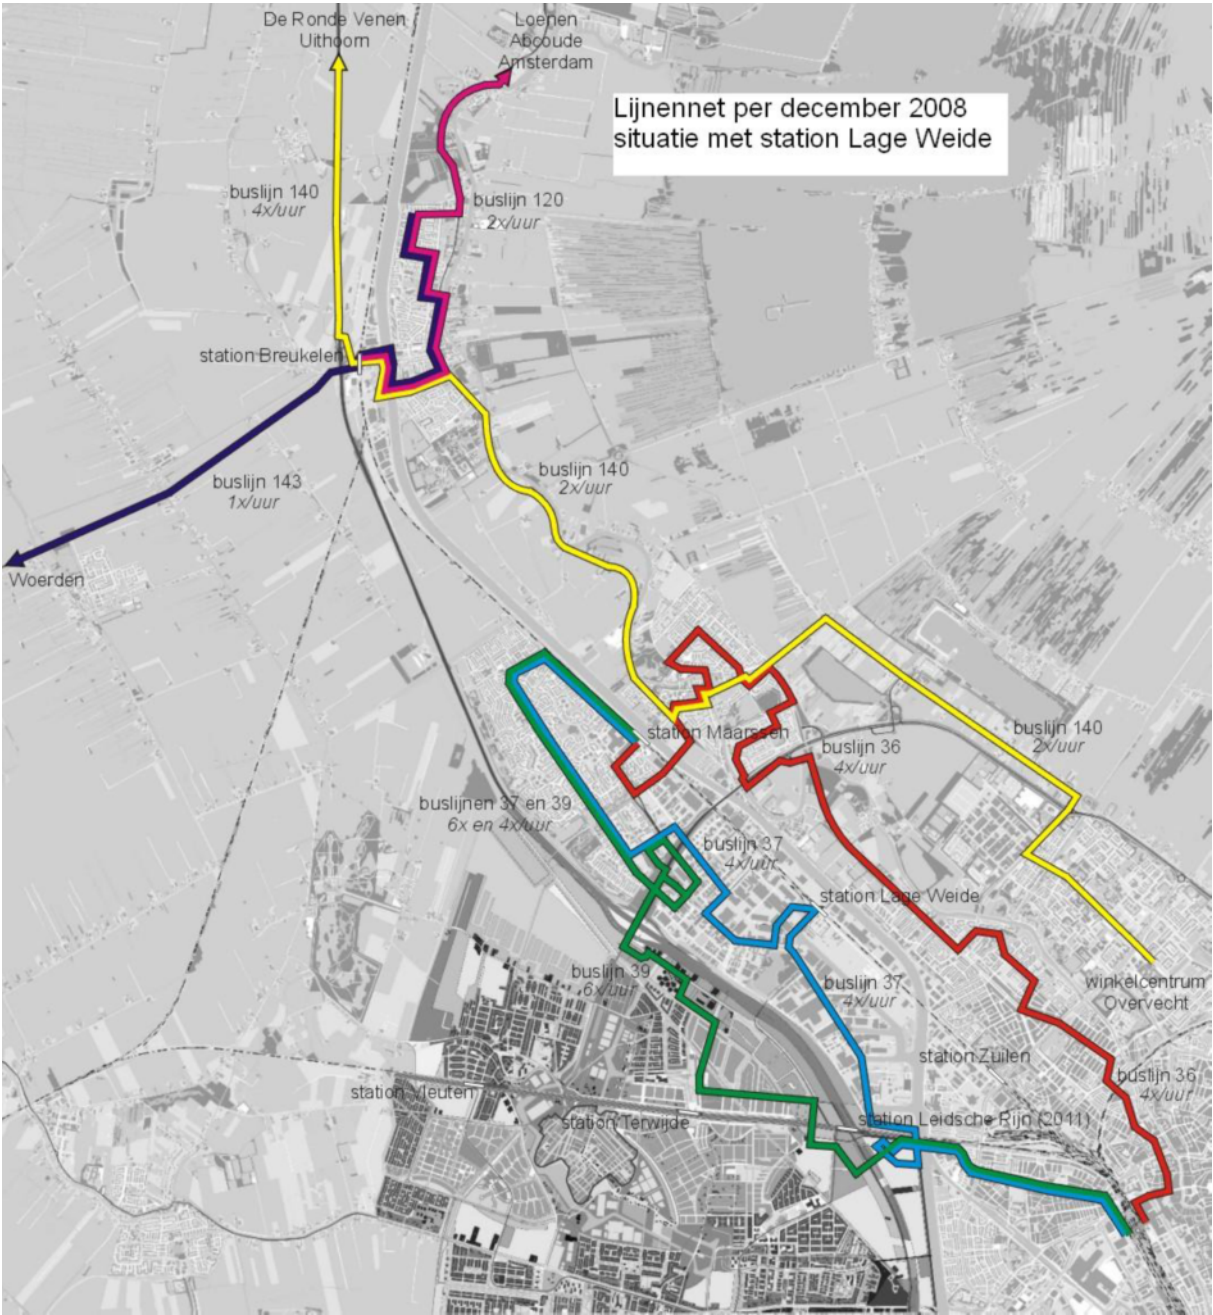 De Ronde Venen
Uithoorn
Loenen
Abcoude
Amsterdam
Lijnennet per december 2008
situatie met station Lage Weide
buslijn 140
4x/uur
buslijn 120
2x/uur
station Breukelen
buslijn 143
1x/uur
Woerden
buslijn 140
2x/uur
station Maarssen
buslijn 140
2x/uur
buslijn 36
4x/uur
buslijnen 37 en 39
6x en 4x/uur
buslijn 37
4x/uur
station Lage Weide
buslijn 39
6x/uur
buslijn 37
4x/uur
winkelcentrum
Overvecht
station Zuilen
buslijn 36
4x/uur
station Vleuten
station Terwijde
station Leidsche Rijn (2011)